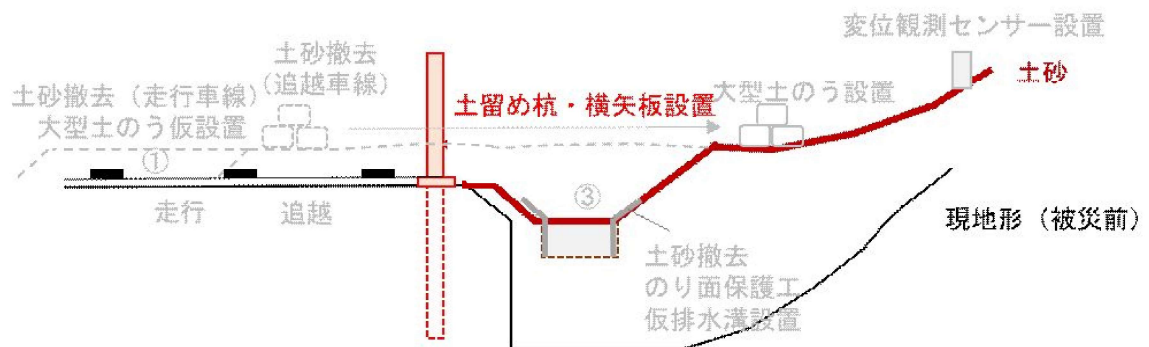 変位観測センサー設置
土砂撤去
(追越車線)
土砂
土砂撤去（走行車線）
大型土のう仮設置
土留め杭・横矢板設置
大型土のう設置
①
走行
追越
③
現地形（被災前）
土砂撤去
のり面保護工
仮排水溝設置